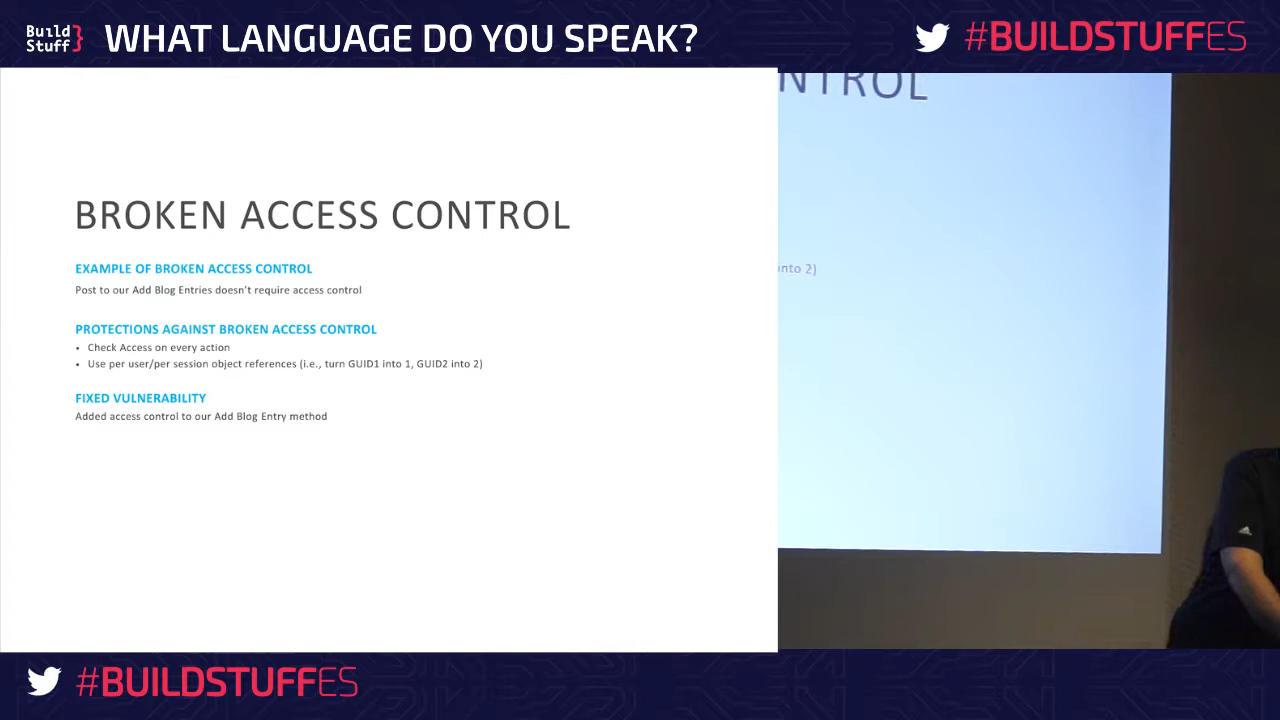 Build
Stuff}
WHAT LANGUAGE DO YOU SPEAK?
#BUILDSTUFFES
NTROL
BROKEN ACCESS CONTROL
EXAMPLE OF BROKEN ACCESS CONTROL
Post to our Add Blog Entries doesn't require access control
into 2)
PROTECTIONS AGAINST BROKEN ACCESS CONTROL
• Check Access on every action
• Use per user/per session object references (i.e., turn GUID1 into 1, GUID2 into 2)
FIXED VULNERABILITY
Added access control to our Add Blog Entry method
#BUILDSTUFFES